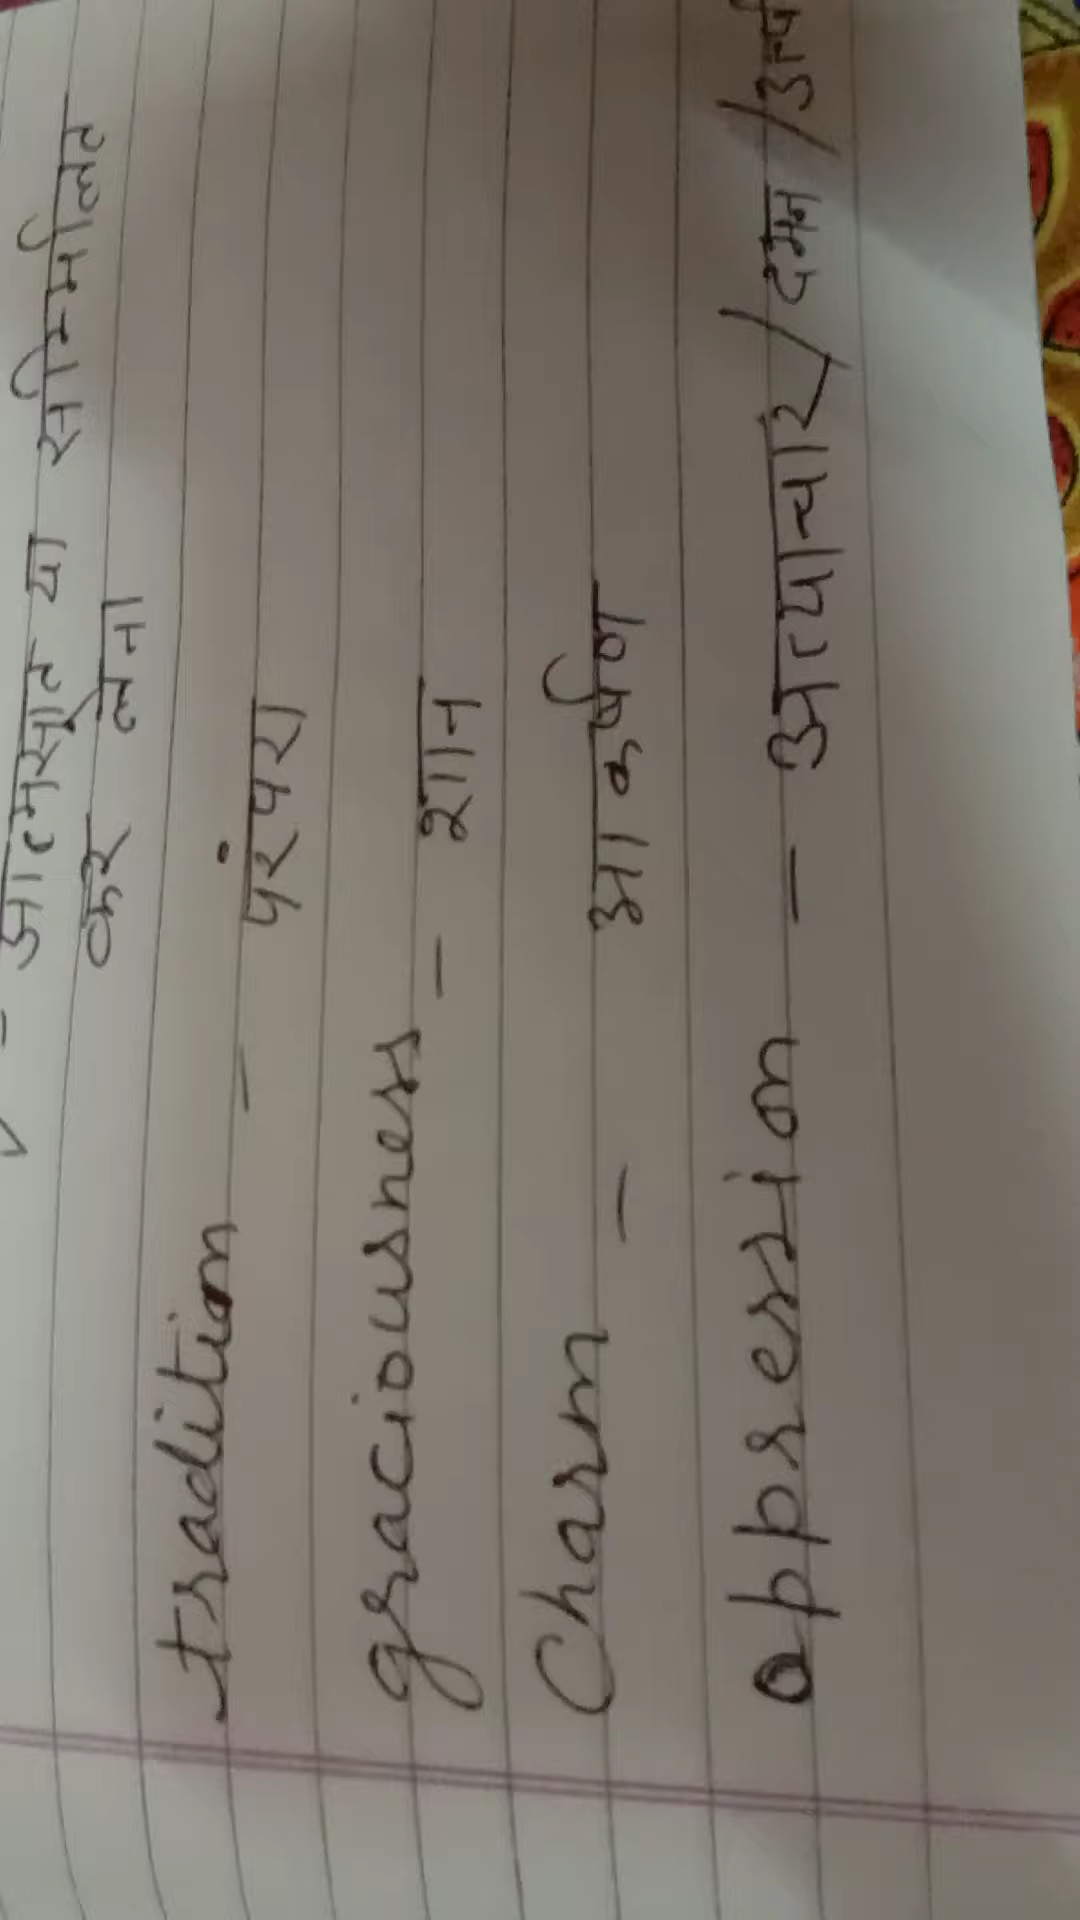 - आत्मसात या सम्मिलित
कर लेना
tradition - परंपरा
graciousness - शान
Charm - आकर्षण
oppression - अत्याचार / दमन /